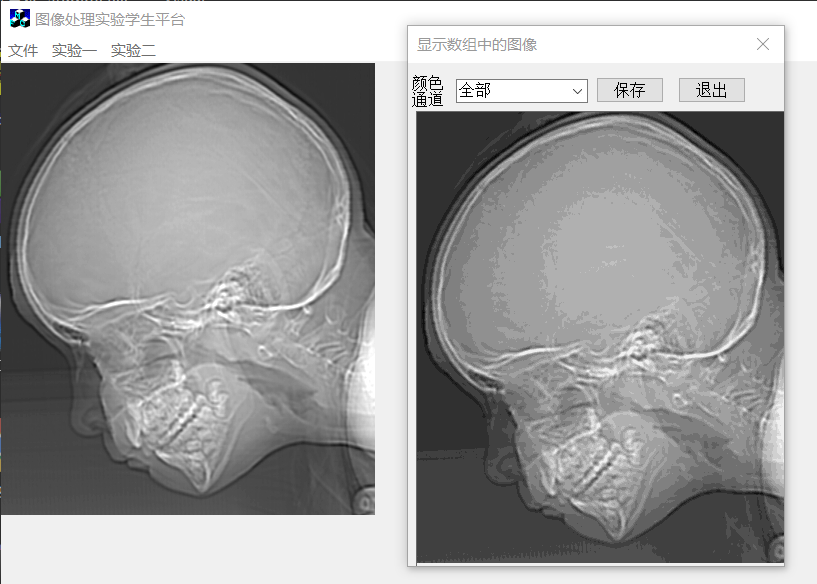 图像处理实验学生平台
文件 实验一 实验二
显示数组中的图像
颜色
通道
全部
保存
退出